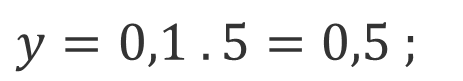 y = 0,1 . 5 = 0,5 ;